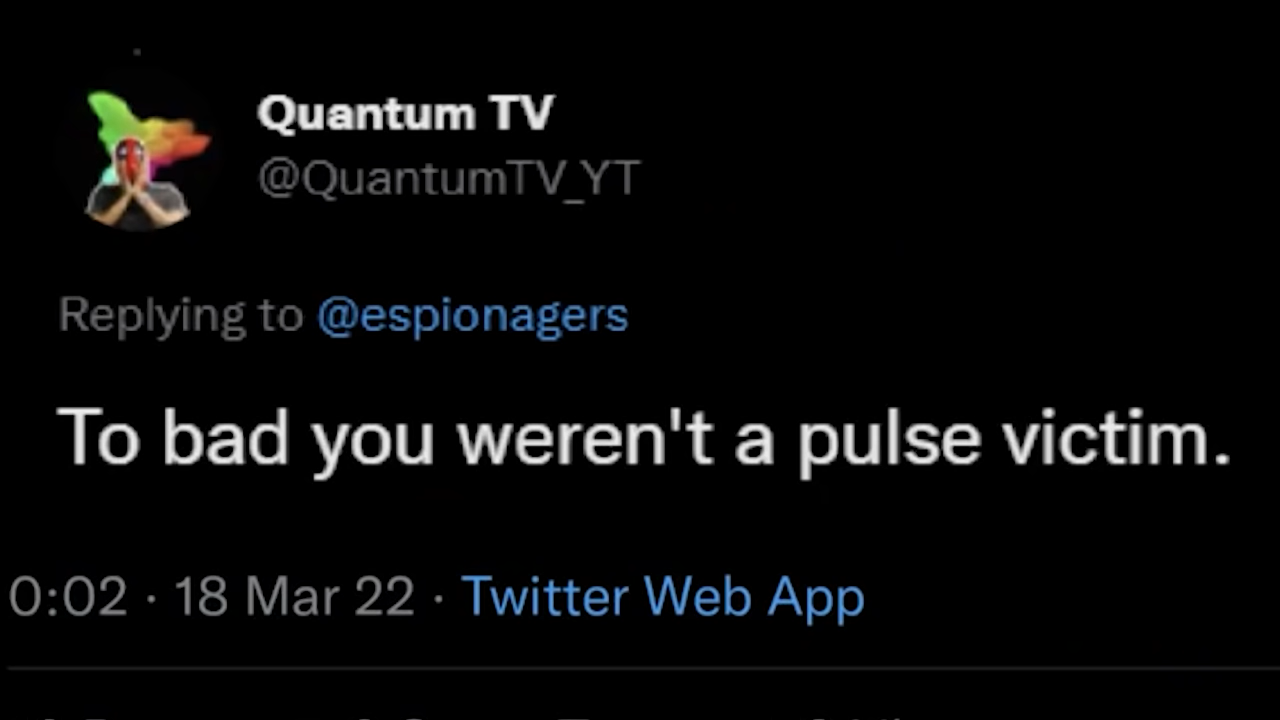 Quantum TV
@QuantumTV_YT
Replying to @espionagers
To bad you weren't a pulse victim.
0:02 · 18 Mar 22 · Twitter Web App